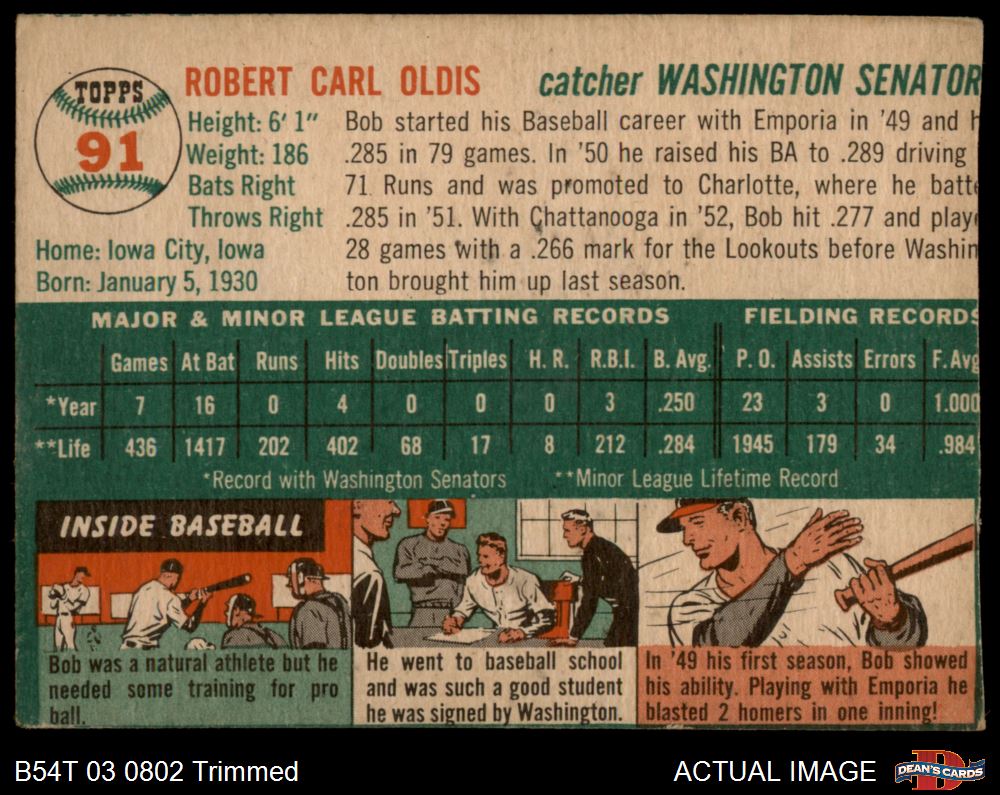 TOPPS
91
ROBERT CARL OLDIS catcher WASHINGTON SENATOR
Height: 6' 1"
Weight: 186
Bats Right
Throws Right
Home: Iowa City, Iowa
Born: January 5, 1930
Bob started his Baseball career with Emporia in '49 and h
.285 in 79 games. In '50 he raised his BA to .289 driving
71 Runs and was promoted to Charlotte, where he batt
.285 in '51. With Chattanooga in '52, Bob hit .277 and play
28 games with a .266 mark for the Lookouts before Washin
ton brought him up last season.
MAJOR & MINOR LEAGUE BATTING RECORDS FIELDING RECORDS
Games At Bat Runs Hits Doubles Triples H. R. R.B.I. B. Avg. P. O. Assists Errors F. Avg
*Year 7 16 0 4 0 0 0 3 .250 23 3 0 1.000
**Life 436 1417 202 402 68 17 8 212 .284 1945 179 34 .984
*Record with Washington Senators **Minor League Lifetime Record
INSIDE BASEBALL
Bob was a natural athlete but he
needed some training for pro
ball.
He went to baseball school
and was such a good student
he was signed by Washington.
In '49 his first season, Bob showed
his ability. Playing with Emporia he
blasted 2 homers in one inning!
B54T 03 0802 Trimmed
ACTUAL IMAGE
D
DEAN'S CARDS